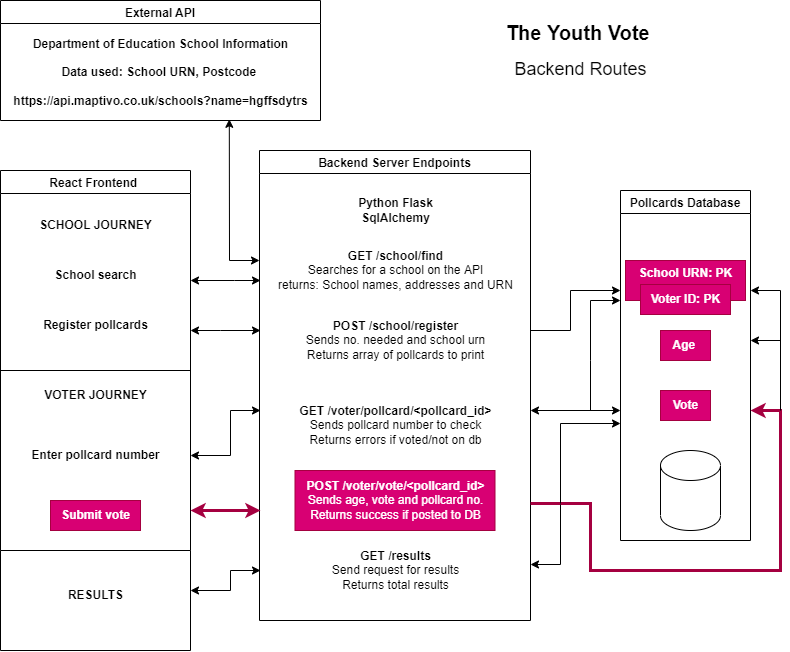 External API
Department of Education School Information
Data used: School URN, Postcode
https://api.maptivo.co.uk/schools?name=hgffsdytrs
The Youth Vote
Backend Routes
React Frontend
SCHOOL JOURNEY
School search
Register pollcards
VOTER JOURNEY
Enter pollcard number
Submit vote
RESULTS
Backend Server Endpoints
Python Flask
SqlAlchemy
GET /school/find
Searches for a school on the API
returns: School names, addresses and URN
POST /school/register
Sends no. needed and school urn
Returns array of pollcards to print
GET /voter/pollcard/<pollcard_id>
Sends pollcard number to check
Returns errors if voted/not on db
POST /voter/vote/<pollcard_id>
Sends age, vote and pollcard no.
Returns success if posted to DB
GET /results
Send request for results
Returns total results
Pollcards Database
School URN: PK
Voter ID: PK
Age
Vote